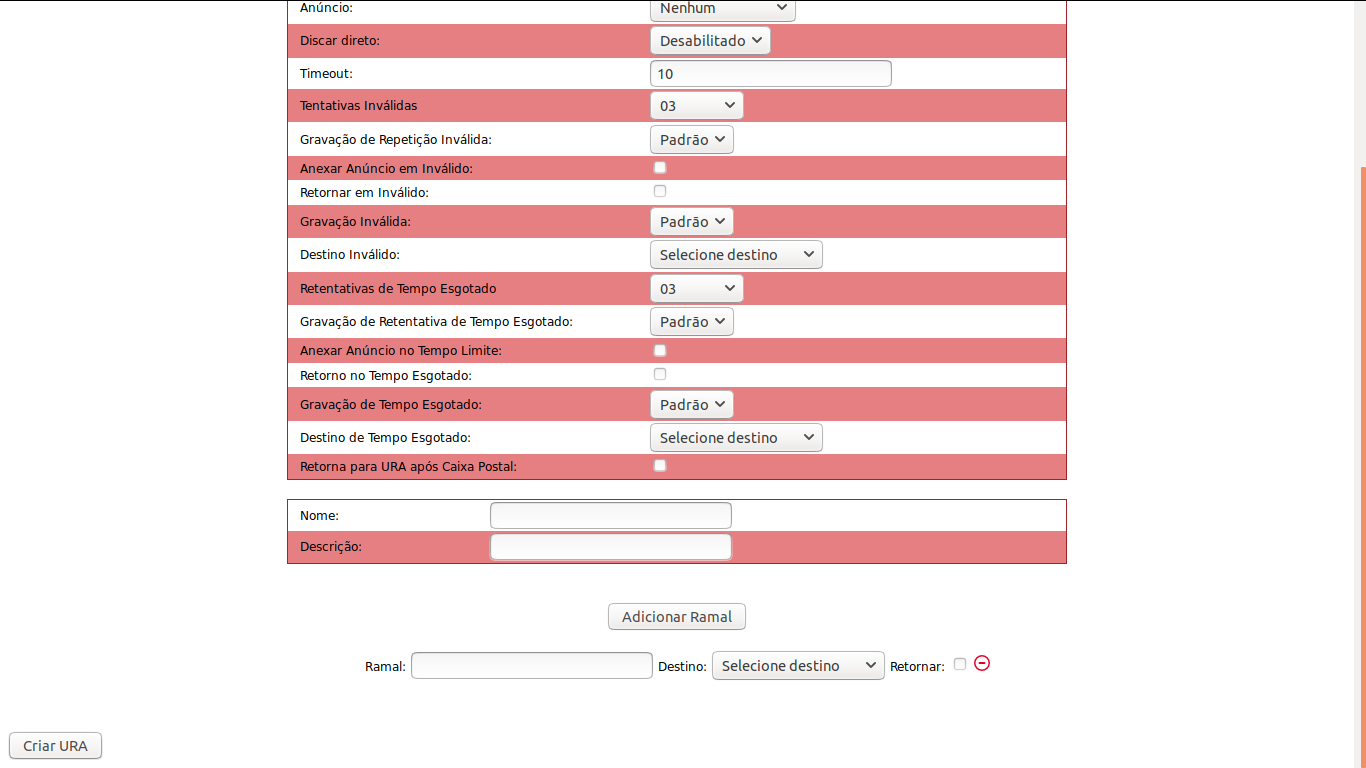 Anúncio: Nenhum
Discar direto: Desabilitado
Timeout: 10
Tentativas Inválidas 03
Gravação de Repetição Inválida: Padrão
Anexar Anúncio em Inválido:
Retornar em Inválido:
Gravação Inválida: Padrão
Destino Inválido: Selecione destino
Retentativas de Tempo Esgotado 03
Gravação de Retentativa de Tempo Esgotado: Padrão
Anexar Anúncio no Tempo Limite:
Retorno no Tempo Esgotado:
Gravação de Tempo Esgotado: Padrão
Destino de Tempo Esgotado: Selecione destino
Retorna para URA após Caixa Postal:
Nome:
Descrição:
Adicionar Ramal
Ramal: Destino: Selecione destino Retornar:
Criar URA